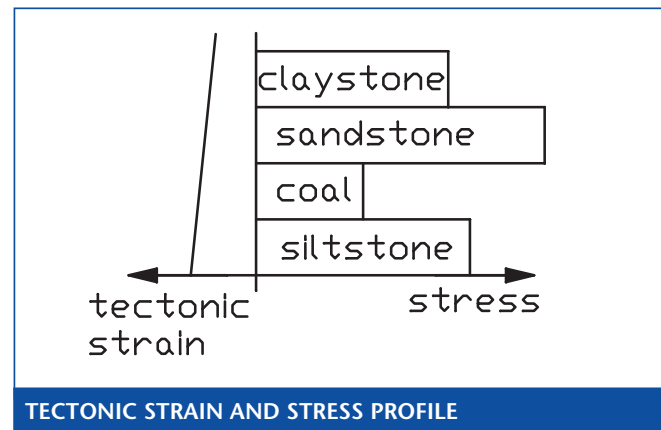 claystone
sandstone
coal
siltstone
tectonic
strain
stress
TECTONIC STRAIN AND STRESS PROFILE